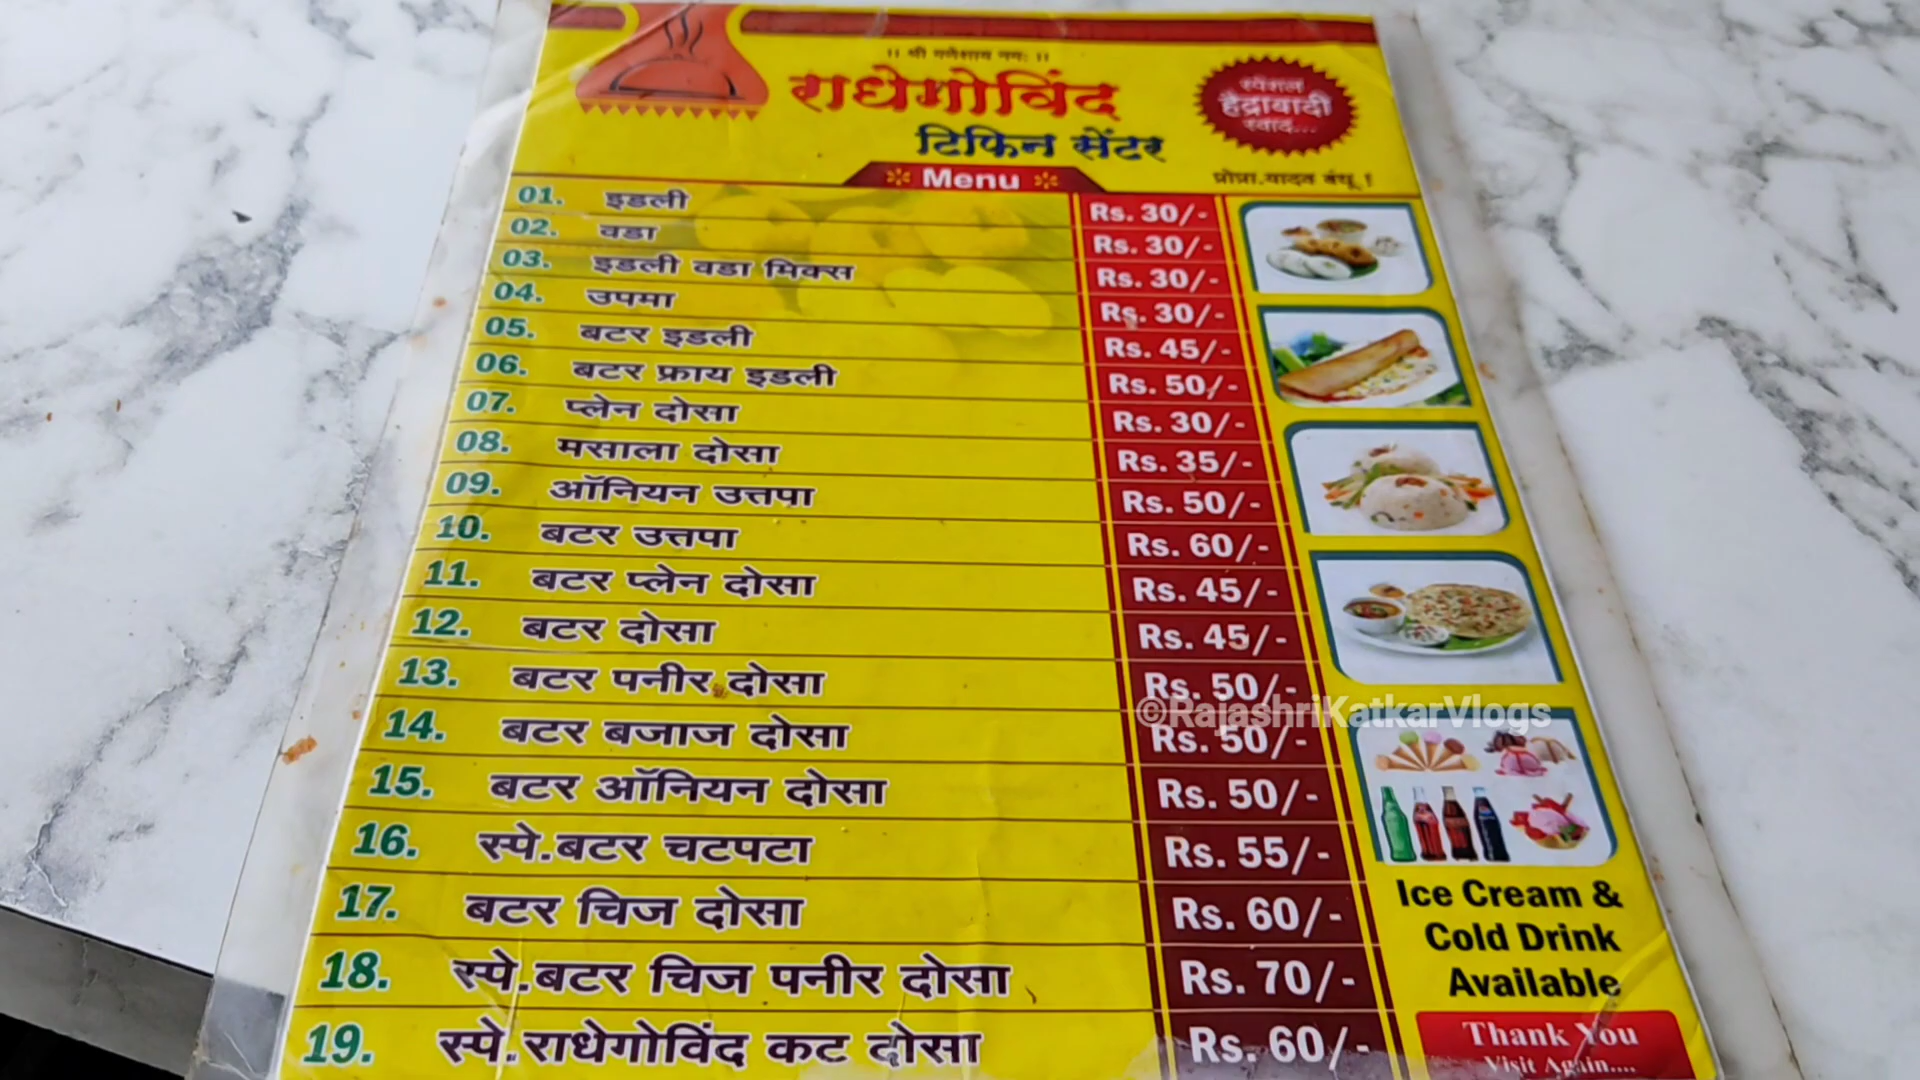 ।। श्री गणेशाय नमः ।।
राधेगोविंद
टिफिन सेंटर
स्पेशल
हैद्राबादी
स्वाद...
Menu
प्रोप्रा.यादव बंधू
01. इडली Rs. 30/-
02. वडा Rs. 30/-
03. इडली वडा मिक्स Rs. 30/-
04. उपमा Rs. 30/-
05. बटर इडली Rs. 45/-
06. बटर फ्राय इडली Rs. 50/-
07. प्लेन दोसा Rs. 30/-
08. मसाला दोसा Rs. 35/-
09. ऑनियन उत्तपा Rs. 50/-
10. बटर उत्तपा Rs. 60/-
11. बटर प्लेन दोसा Rs. 45/-
12. बटर दोसा Rs. 45/-
13. बटर पनीर दोसा Rs. 50/-
©RajashriKatkarVlogs
14. बटर बजाज दोसा Rs. 50/-
15. बटर ऑनियन दोसा Rs. 50/-
16. स्पे.बटर चटपटा Rs. 55/-
17. बटर चिज दोसा Rs. 60/-
18. स्पे.बटर चिज पनीर दोसा Rs. 70/-
19. स्पे.राधेगोविंद कट दोसा Rs. 60/-
Ice Cream &
Cold Drink
Available
Thank You
Visit Again....